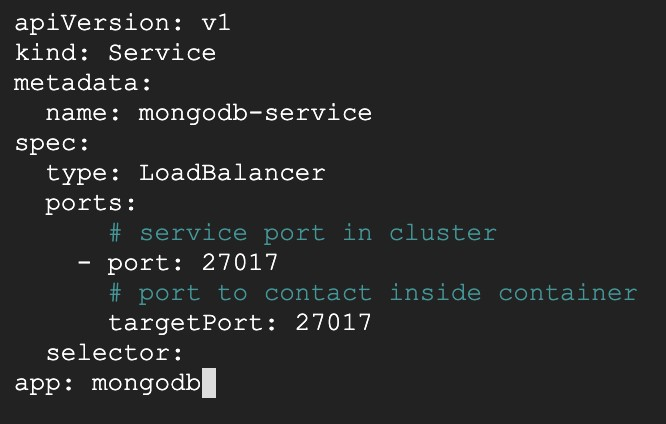 apiVersion: v1
kind: Service
metadata:
  name: mongodb-service
spec:
  type: LoadBalancer
  ports:
      # service port in cluster
    - port: 27017
      # port to contact inside container
      targetPort: 27017
  selector:
app: mongodb